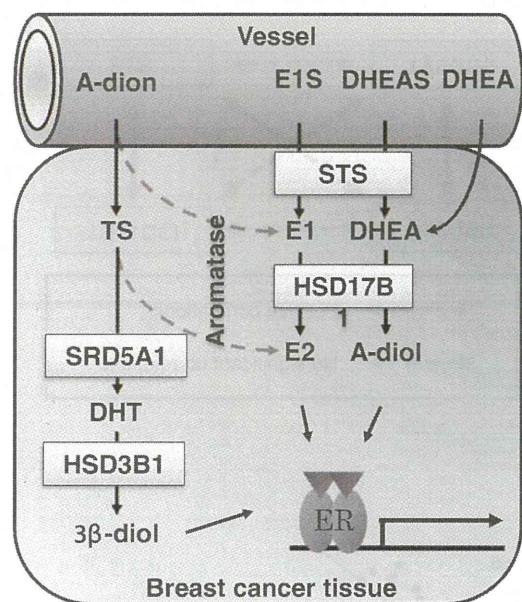 Vessel
A-dion E1S DHEAS DHEA
STS
TS E1 DHEA
Aromatase
HSD17B
1
SRD5A1 E2 A-diol
DHT
HSD3B1
ER
3β-diol
Breast cancer tissue